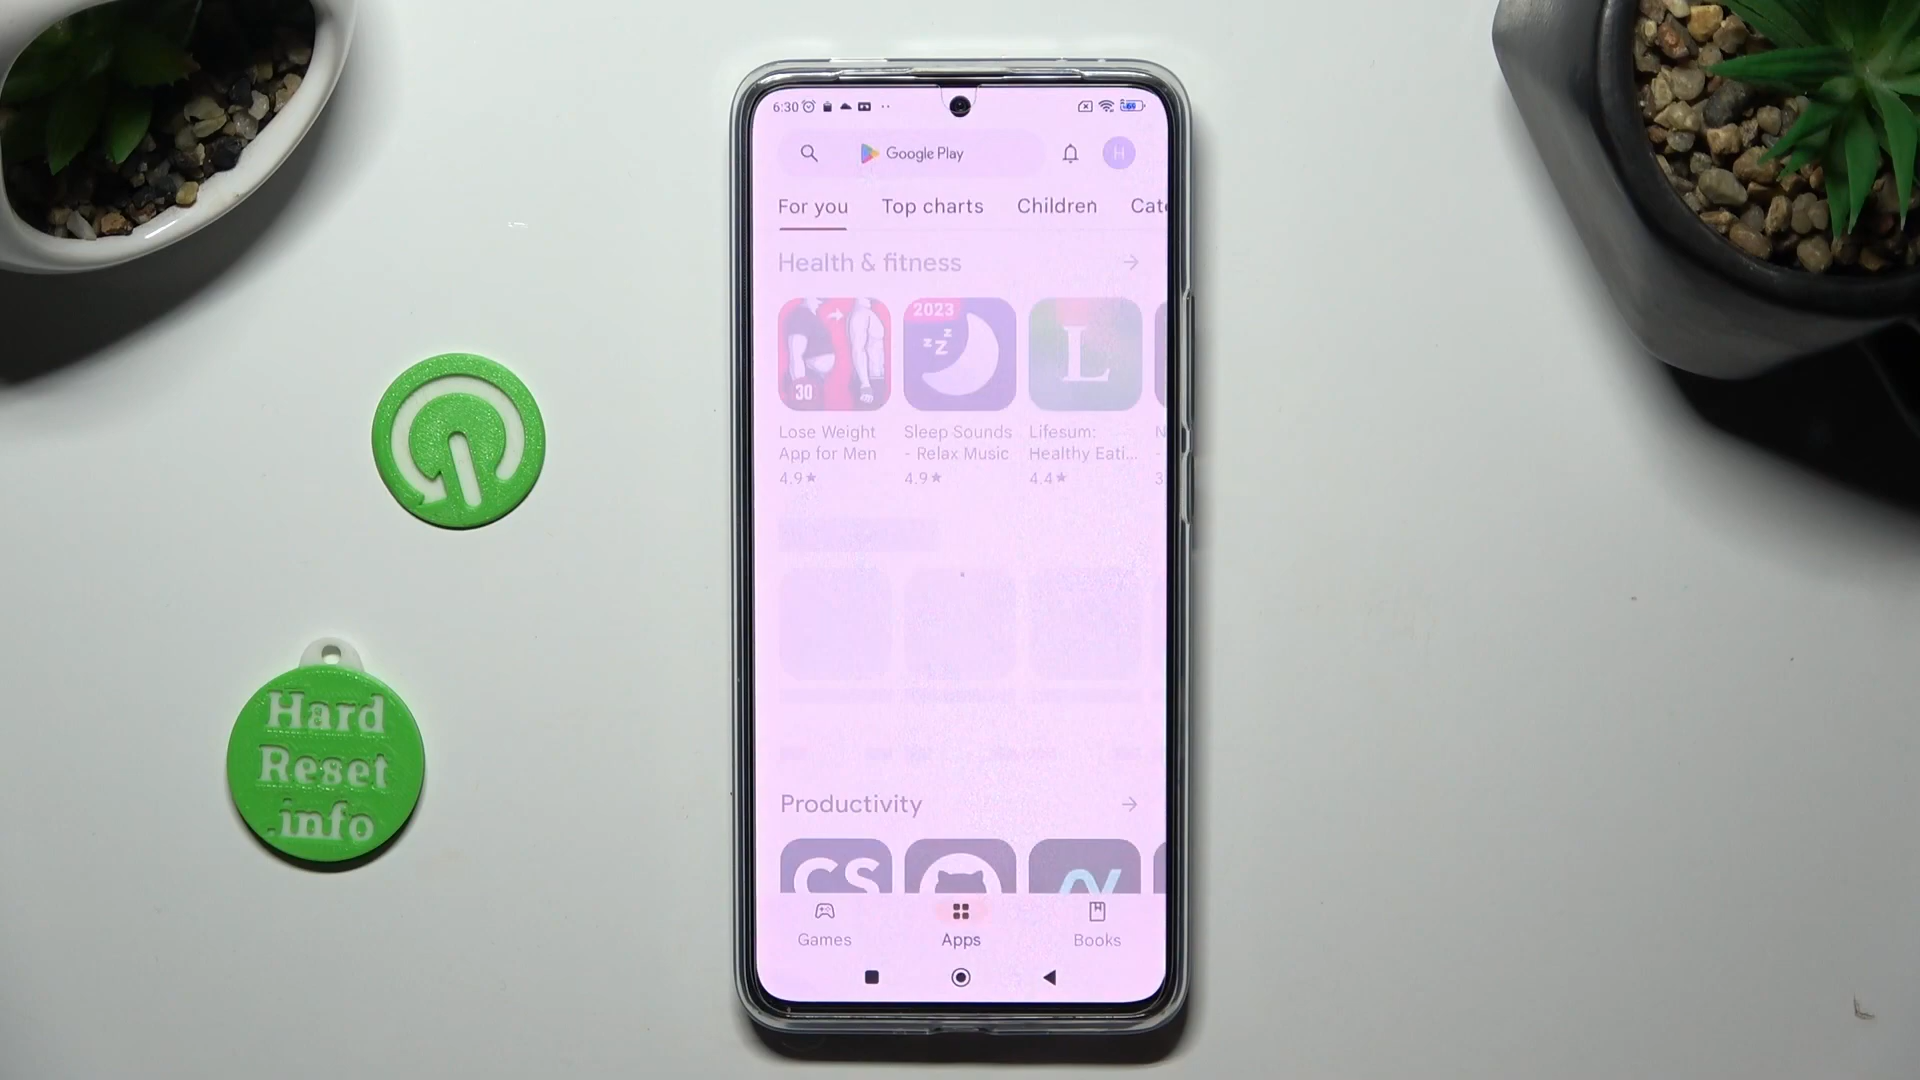 6:30
Google Play
H
For you Top charts Children Cat
Health & fitness
30
2023
z z z
L
Lose Weight
App for Men
4.9★
Sleep Sounds
- Relax Music
4.9★
Lifesum:
Healthy Eati...
4.4★
N
-
3
Productivity
CS
Games Apps Books
Hard
Reset
.info